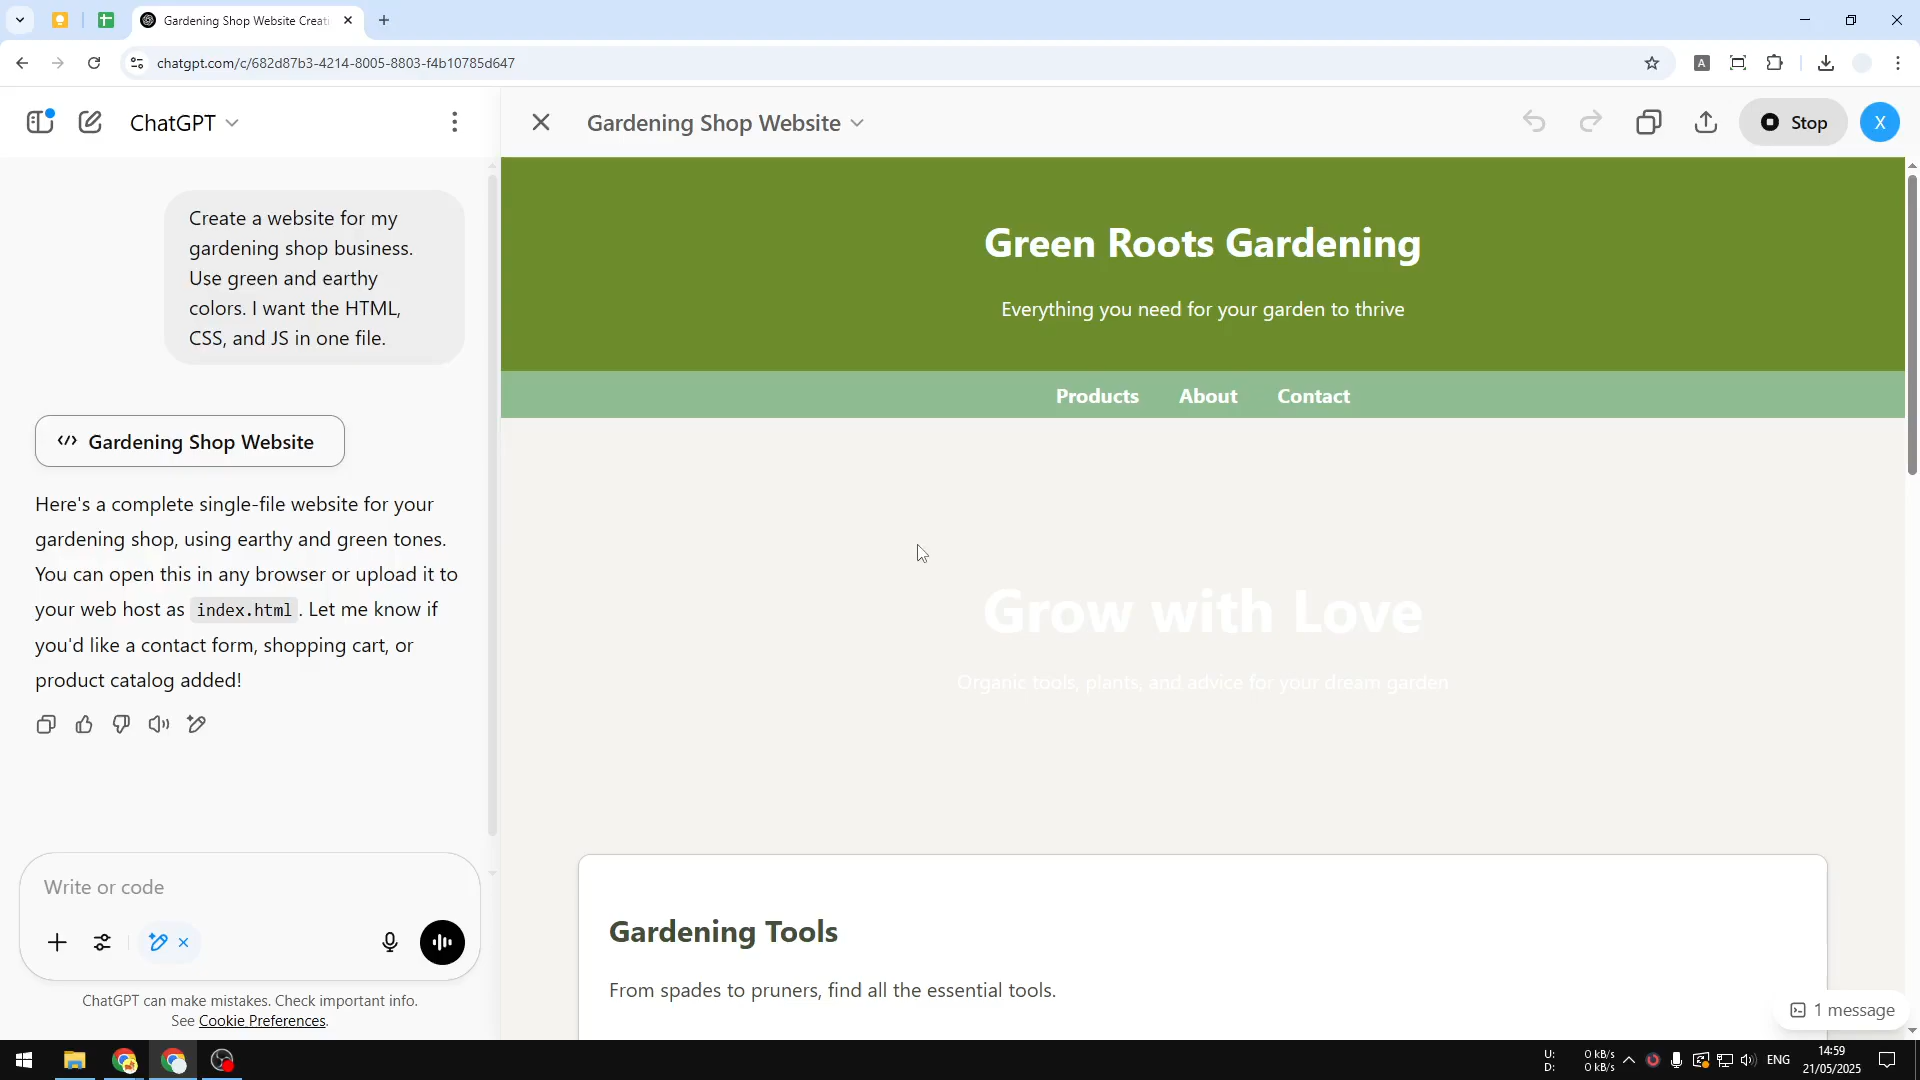 Gardening Shop Website Creati
chatgpt.com/c/682d87b3-4214-8005-8803-f4b10785d647
A
ChatGPT
Gardening Shop Website
Stop
X
Create a website for my
gardening shop business.
Use green and earthy
colors. I want the HTML,
CSS, and JS in one file.
Gardening Shop Website
Here's a complete single-file website for your
gardening shop, using earthy and green tones.
You can open this in any browser or upload it to
your web host as index.html. Let me know if
you'd like a contact form, shopping cart, or
product catalog added!
Write or code
ChatGPT can make mistakes. Check important info.
See Cookie Preferences.
Green Roots Gardening
Everything you need for your garden to thrive
Products About Contact
Grow with Love
Organic tools, plants, and advice for your dream garden
Gardening Tools
From spades to pruners, find all the essential tools.
1 message
U: 0 kB/s
D: 0 kB/s
ENG
14:59
21/05/2025